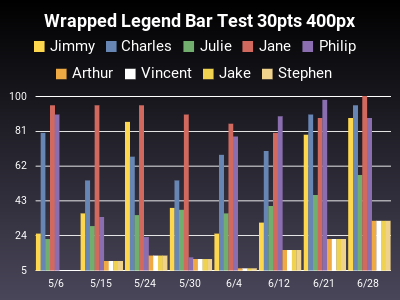 Wrapped Legend Bar Test 30pts 400px
Jimmy Charles Julie Jane Philip
Arthur Vincent Jake Stephen
100
81
62
43
24
5
5/6 5/15 5/24 5/30 6/4 6/12 6/21 6/28